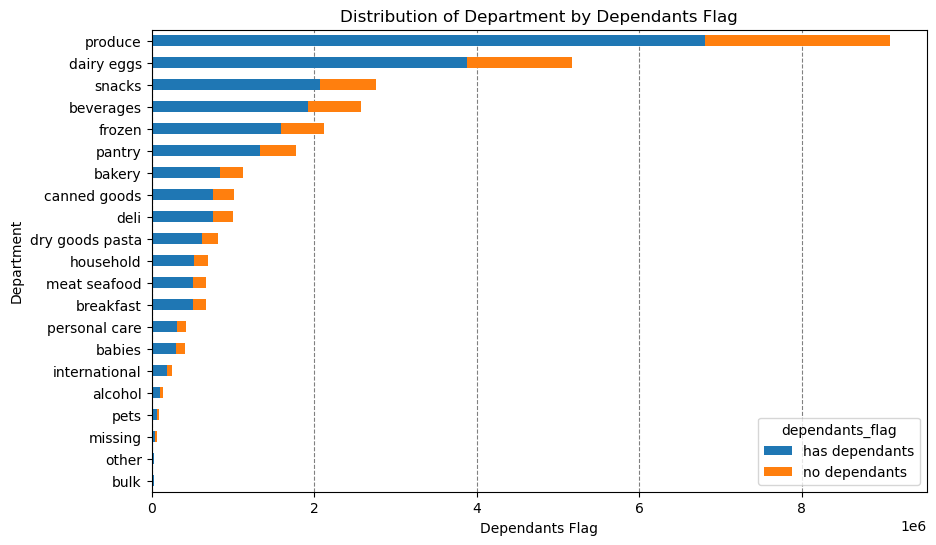 Distribution of Department by Dependants Flag
produce
dairy eggs
snacks
beverages
frozen
pantry
bakery
canned goods
deli
dry goods pasta
household
meat seafood
breakfast
personal care
babies
international
alcohol
pets
missing
other
bulk
Department
dependants_flag
has dependants
no dependants
0
2
4
6
8
1e6
Dependants Flag